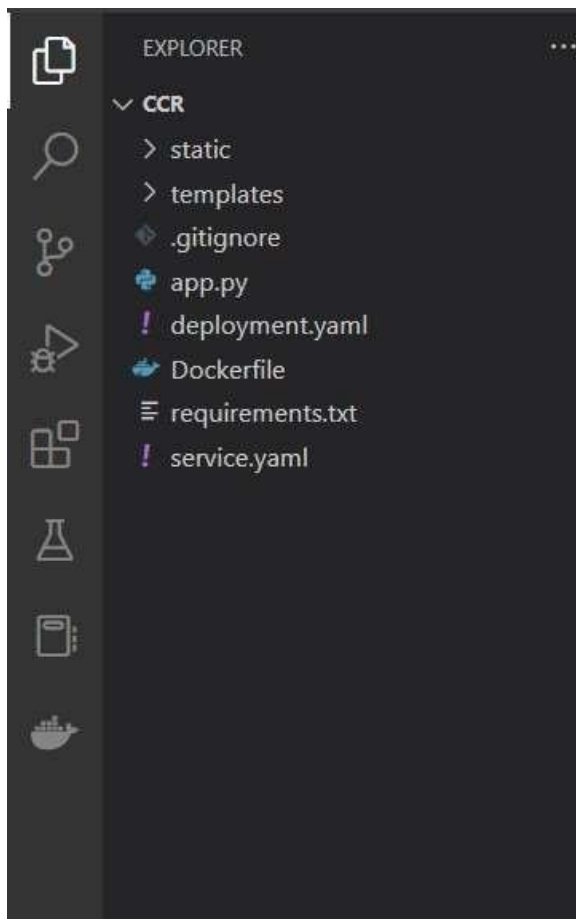 EXPLORER
CCR
static
templates
.gitignore
app.py
! deployment.yaml
Dockerfile
requirements.txt
! service.yaml